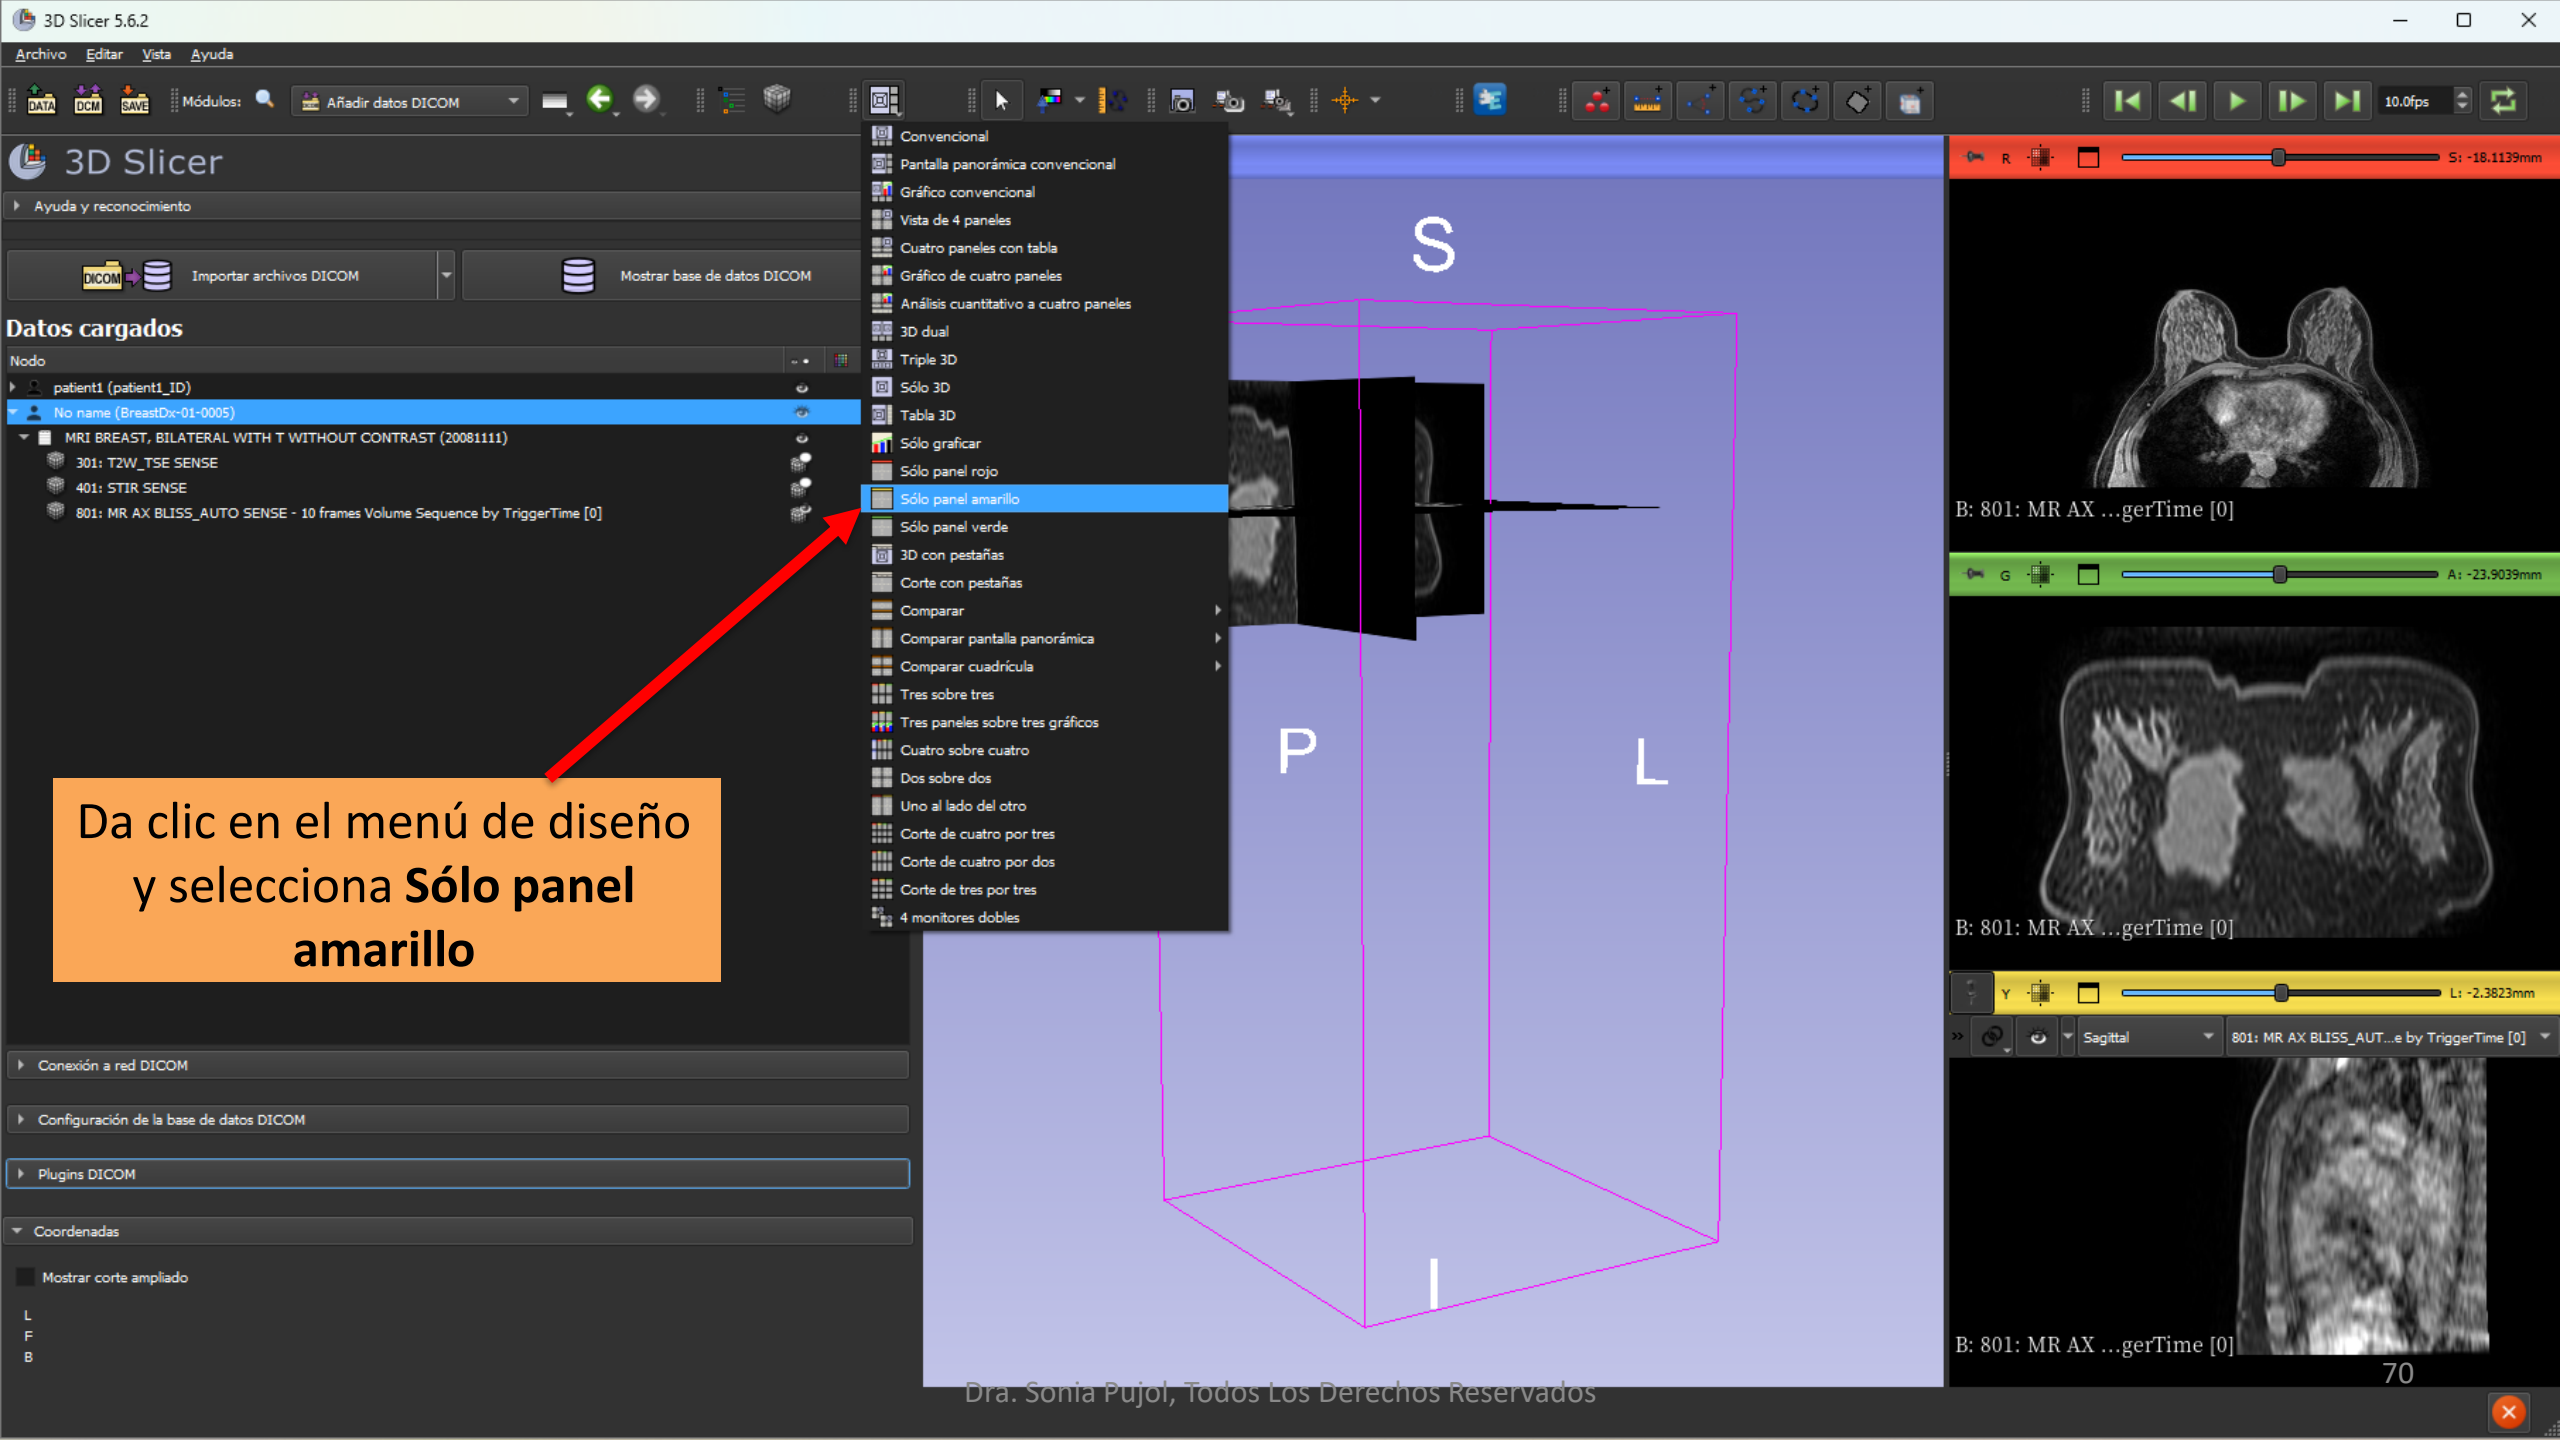 3D Slicer 5.6.2
Archivo Editar Vista Ayuda
DATA DCM SAVE Módulos: Añadir datos DICOM 10.0fps
3D Slicer
Ayuda y reconocimiento
DICOM Importar archivos DICOM Mostrar base de datos DICOM
Datos cargados
Nodo
patient1 (patient1_ID)
No name (BreastDx-01-0005)
MRI BREAST, BILATERAL WITH T WITHOUT CONTRAST (20081111)
301: T2W_TSE SENSE
401: STIR SENSE
801: MR AX BLISS_AUTO SENSE - 10 frames Volume Sequence by TriggerTime [0]
Da clic en el menú de diseño
y selecciona Sólo panel
amarillo
Conexión a red DICOM
Configuración de la base de datos DICOM
Plugins DICOM
Coordenadas
Mostrar corte ampliado
L
F
B
Convencional
Pantalla panorámica convencional
Gráfico convencional
Vista de 4 paneles
Cuatro paneles con tabla
Gráfico de cuatro paneles
Análisis cuantitativo a cuatro paneles
3D dual
Triple 3D
Sólo 3D
Tabla 3D
Sólo graficar
Sólo panel rojo
Sólo panel amarillo
Sólo panel verde
3D con pestañas
Corte con pestañas
Comparar
Comparar pantalla panorámica
Comparar cuadrícula
Tres sobre tres
Tres paneles sobre tres gráficos
Cuatro sobre cuatro
Dos sobre dos
Uno al lado del otro
Corte de cuatro por tres
Corte de cuatro por dos
Corte de tres por tres
4 monitores dobles
S
P
L
I
R S: -18.1139mm
B: 801: MR AX ...gerTime [0]
G A: -23.9039mm
B: 801: MR AX ...gerTime [0]
Y L: -2.3823mm
» Sagittal 801: MR AX BLISS_AUT...e by TriggerTime [0]
B: 801: MR AX ...gerTime [0]
70
Dra. Sonia Pujol, Todos Los Derechos Reservados